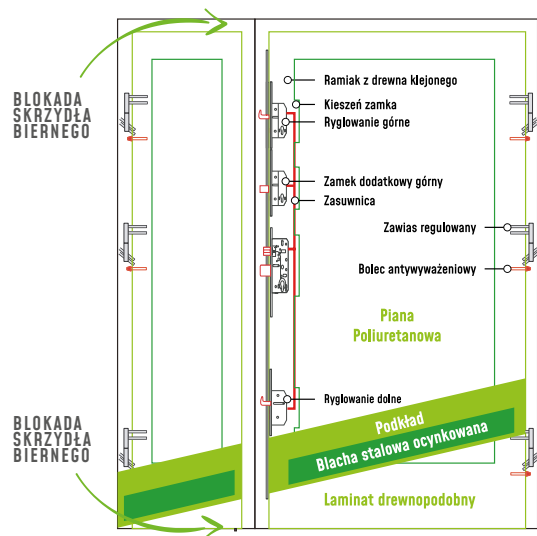 BLOKADA
SKRZYDŁA
BIERNEGO
Ramiak z drewna klejonego
Kieszeń zamka
Ryglowanie górne
Zamek dodatkowy górny
Zasuwnica
Zawias regulowany
Bolec antywyważeniowy
Piana
Poliuretanowa
Ryglowanie dolne
BLOKADA
SKRZYDŁA
BIERNEGO
Podkład
Blacha stalowa ocynkowana
Laminat drewnopodobny